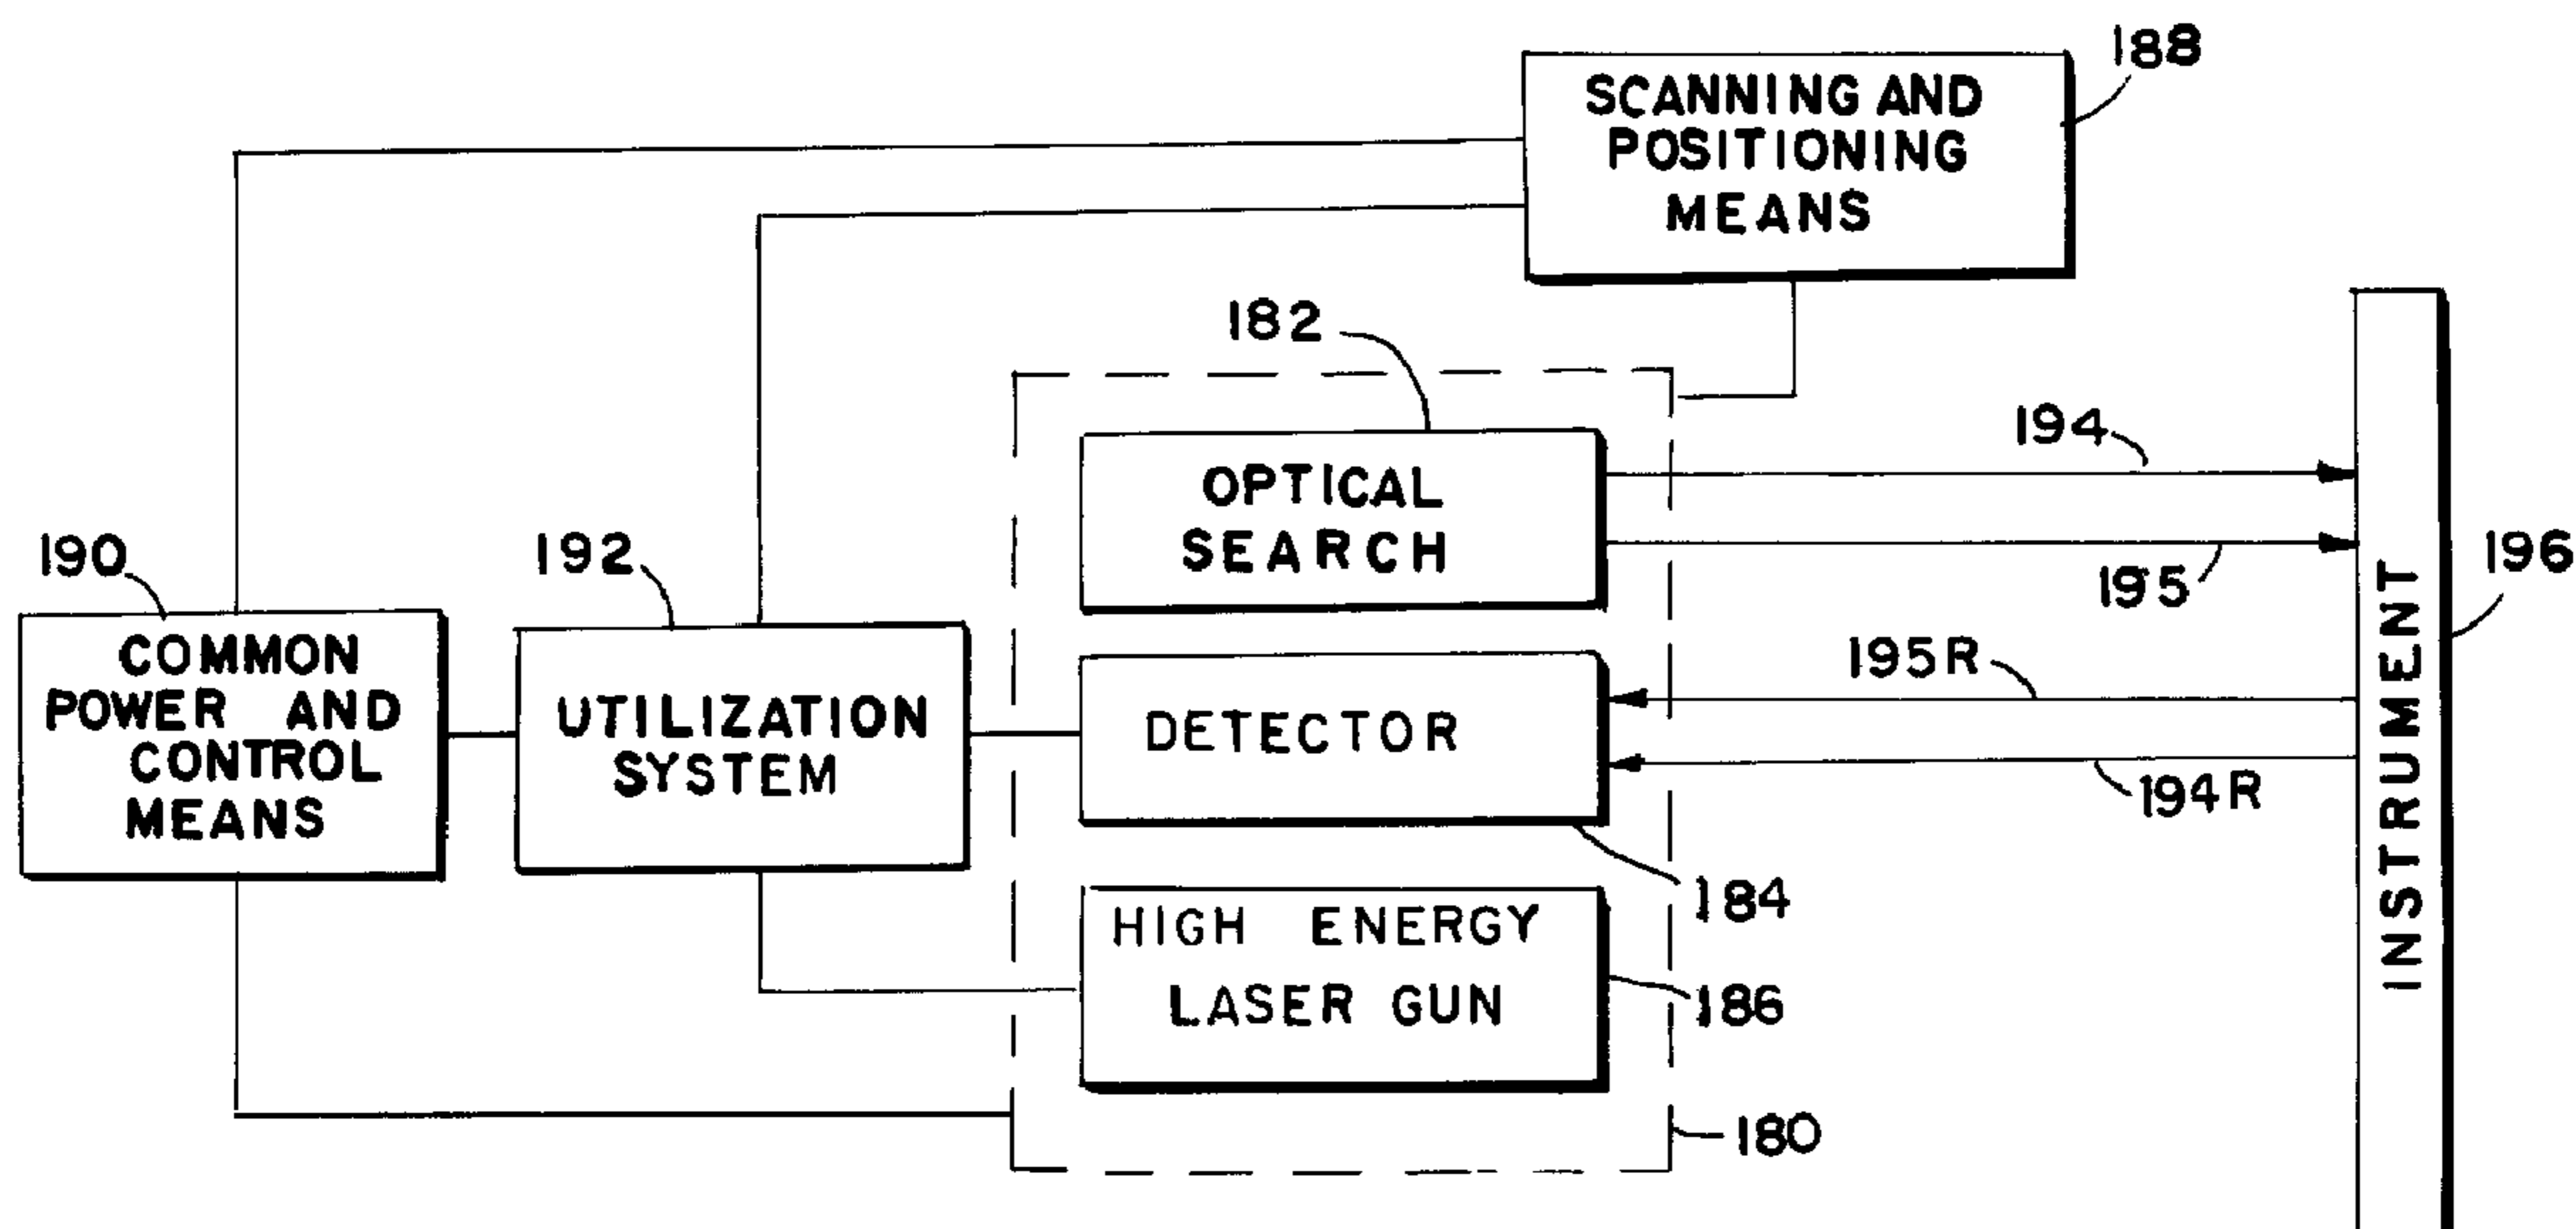 188
SCANNING AND
POSITIONING
MEANS
182
OPTICAL
SEARCH
194
195
196
INSTRUMENT
190
COMMON
POWER AND
CONTROL
MEANS
192
UTILIZATION
SYSTEM
DETECTOR
195R
194R
184
HIGH ENERGY
LASER GUN
186
180